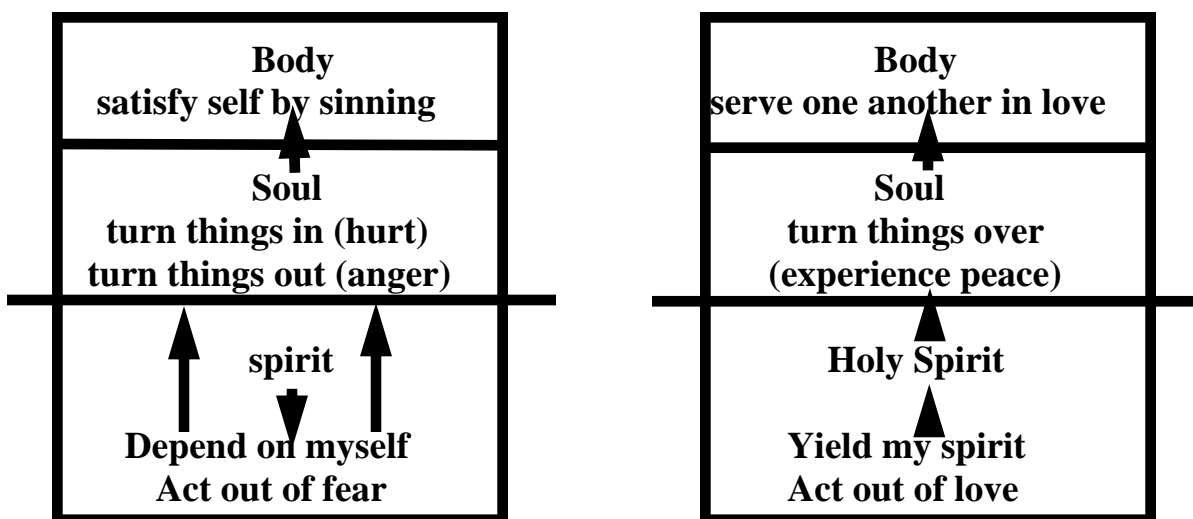 Body
satisfy self by sinning
Soul
turn things in (hurt)
turn things out (anger)
spirit
Depend on myself
Act out of fear
Body
serve one another in love
Soul
turn things over
(experience peace)
Holy Spirit
Yield my spirit
Act out of love